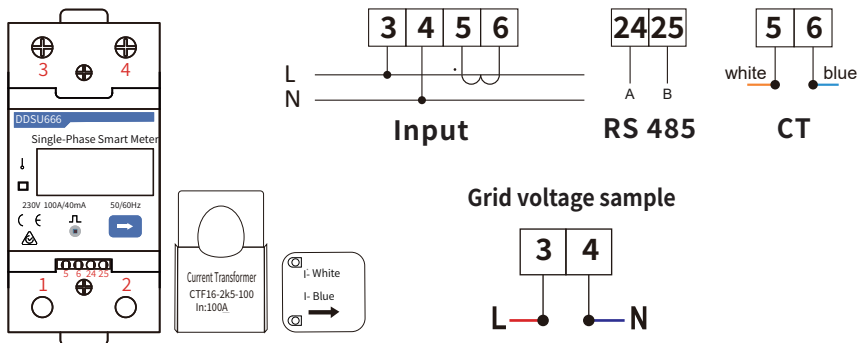 3 4
DDSU666
Single-Phase Smart Meter
230V 100A/40mA 50/60Hz
CE
5 6 24 25
1 2
Current Transformer
CTF16-2k5-100
In:100A
I- White
I- Blue
3 4 5 6
L
N
Input
24 25
A B
RS 485
5 6
white blue
CT
Grid voltage sample
3 4
L N